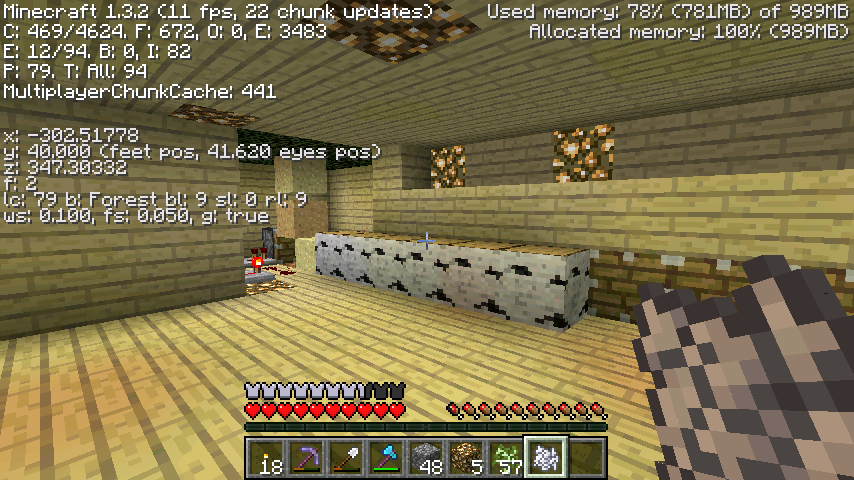 Minecraft 1.3.2 (11 fps, 22 chunk updates)
C: 469/4624, F: 672, O: 0, E: 3483
E: 12/94, B: 0, I: 82
P: 79, T: All: 94
MultiplayerChunkCache: 441
Used memory: 78% (781MB) of 989MB
Allocated memory: 100% (989MB)
x: -302.51778
y: 40.000 (feet pos, 41.620 eyes pos)
z: 347.30332
f: 2
lc: 79 b: Forest bl: 9 sl: 0 rl: 9
ws: 0.100, fs: 0.050, g: true
18 48 5 57